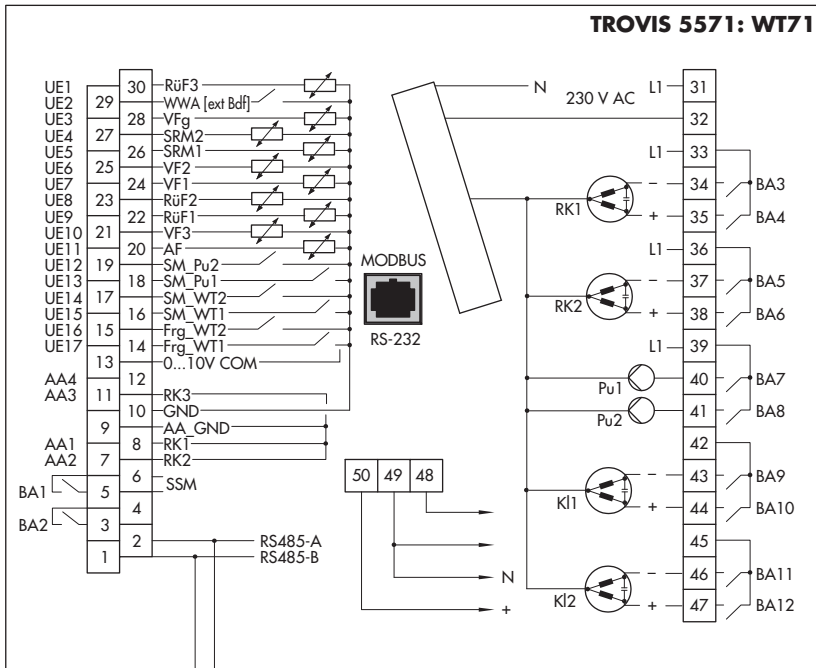 TROVIS 5571: WT71
UE1 30 RüF3
UE2 29 WWA [ext Bdf]
UE3 28 VFg
UE4 27 SRM2
UE5 26 SRM1
UE6 25 VF2
UE7 24 VF1
UE8 23 RüF2
UE9 22 RüF1
UE10 21 VF3
UE11 20 AF
UE12 19 SM_Pu2
UE13 18 SM_Pu1
UE14 17 SM_WT2
UE15 16 SM_WT1
UE16 15 Frg_WT2
UE17 14 Frg_WT1
13 0...10V COM
AA4 12
AA3 11 RK3
10 GND
9 AA_GND
AA1 8 RK1
AA2 7 RK2
6 SSM
BA1 5
4
BA2 3
2 RS485-A
1 RS485-B
MODBUS
RS-232
50 49 48
N
+
N 230 V AC L1 31
32
L1 33
RK1 − 34 BA3
+ 35 BA4
L1 36
RK2 − 37 BA5
+ 38 BA6
L1 39
Pu1 40 BA7
Pu2 41 BA8
42
Kl1 − 43 BA9
+ 44 BA10
45
Kl2 − 46 BA11
+ 47 BA12